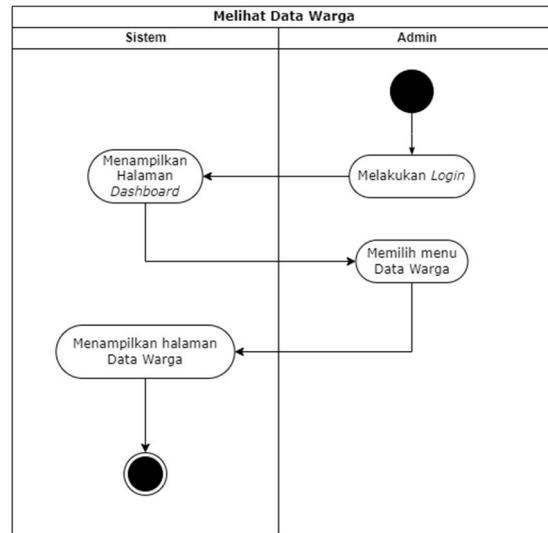 Melihat Data Warga
Sistem
Admin
Melakukan Login
Menampilkan
Halaman
Dashboard
Memilih menu
Data Warga
Menampilkan halaman
Data Warga